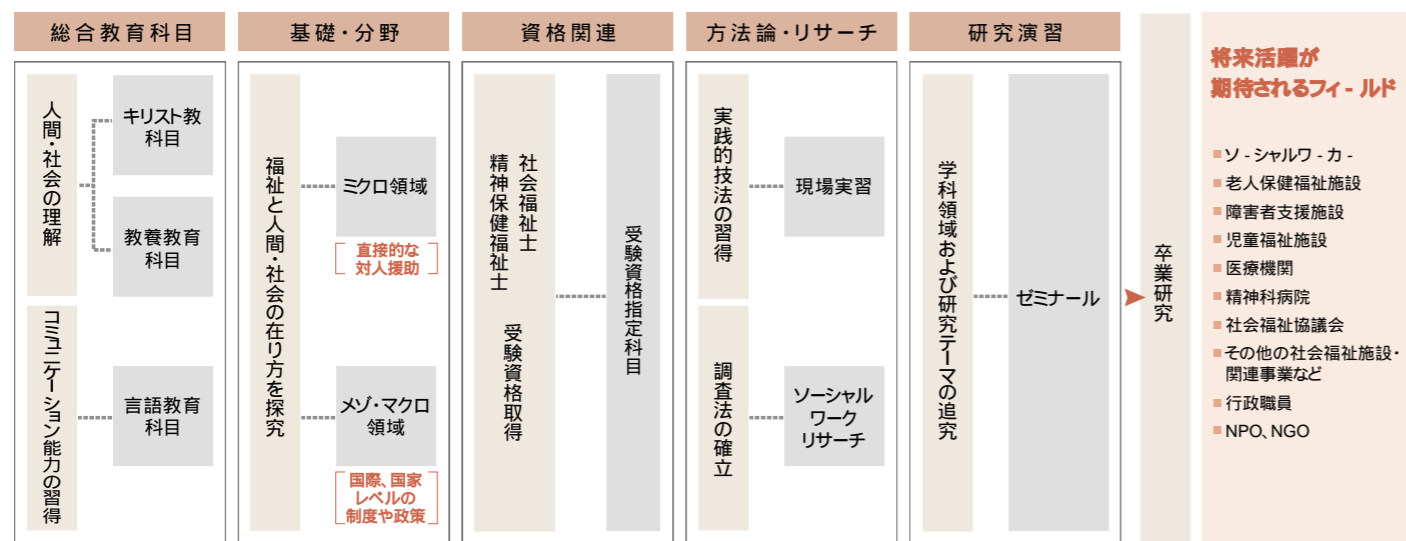 総合教育科目
人間・社会の理解
キリスト教
科目
教養教育
科目
コミュニケーション能力の習得
言語教育
科目
基礎・分野
福祉と人間・社会の在り方を探究
ミクロ領域
直接的な
対人援助
メゾ・マクロ
領域
国際、国家
レベルの
制度や政策
資格関連
社会福祉士
精神保健福祉士
受験資格取得
受験資格指定科目
方法論・リサーチ
実践的技法の習得
現場実習
調査法の確立
ソーシャル
ワーク
リサーチ
研究演習
学科領域および研究テーマの追究
ゼミナール
卒業研究
将来活躍が
期待されるフィ-ルド
ソ-シャルワ-カ-
老人保健福祉施設
障害者支援施設
児童福祉施設
医療機関
精神科病院
社会福祉協議会
その他の社会福祉施設・
関連事業など
行政職員
NPO、NGO